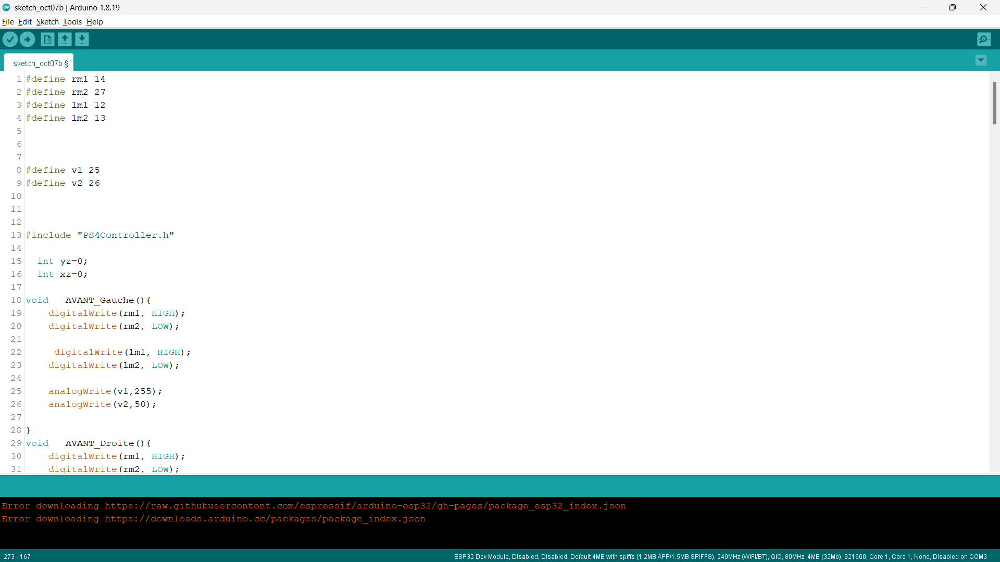 sketch_oct07b | Arduino 1.8.19
File Edit Sketch Tools Help
sketch_oct07b §
1 #define rm1 14
2 #define rm2 27
3 #define lm1 12
4 #define lm2 13
5
6
7
8 #define v1 25
9 #define v2 26
10
11
12
13 #include "PS4Controller.h"
14
15 int yz=0;
16 int xz=0;
17
18 void AVANT_Gauche(){
19 digitalWrite(rm1, HIGH);
20 digitalWrite(rm2, LOW);
21
22 digitalWrite(lm1, HIGH);
23 digitalWrite(lm2, LOW);
24
25 analogWrite(v1,255);
26 analogWrite(v2,50);
27
28 }
29 void AVANT_Droite(){
30 digitalWrite(rm1, HIGH);
31 digitalWrite(rm2, LOW);
Error downloading https://raw.githubusercontent.com/espressif/arduino-esp32/gh-pages/package_esp32_index.json
Error downloading https://downloads.arduino.cc/packages/package_index.json
273 - 167
ESP32 Dev Module, Disabled, Disabled, Default 4MB with spiffs (1.2MB APP/1.5MB SPIFFS), 240MHz (WiFi/BT), QIO, 80MHz, 4MB (32Mb), 921600, Core 1, Core 1, None, Disabled on COM3